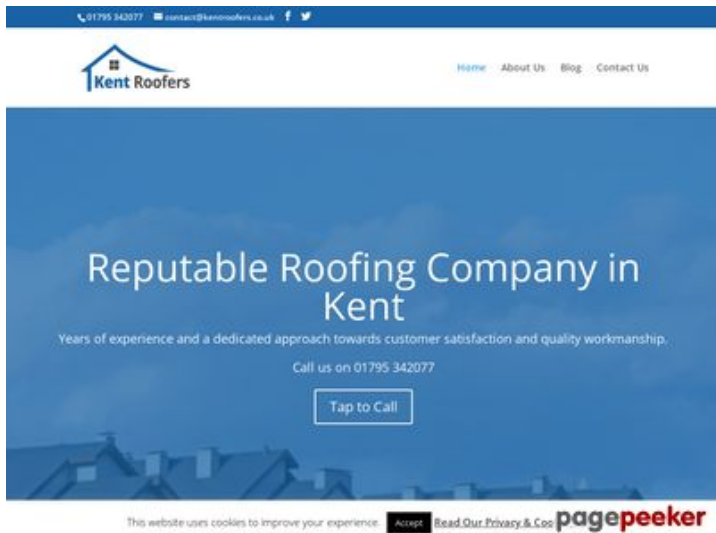 01795 342077 contact@kentroofers.co.uk
Kent Roofers
Home About Us Blog Contact Us
Reputable Roofing Company in
Kent
Years of experience and a dedicated approach towards customer satisfaction and quality workmanship.
Call us on 01795 342077
Tap to Call
This website uses cookies to improve your experience. Accept Read Our Privacy & Coo
pagepeeker